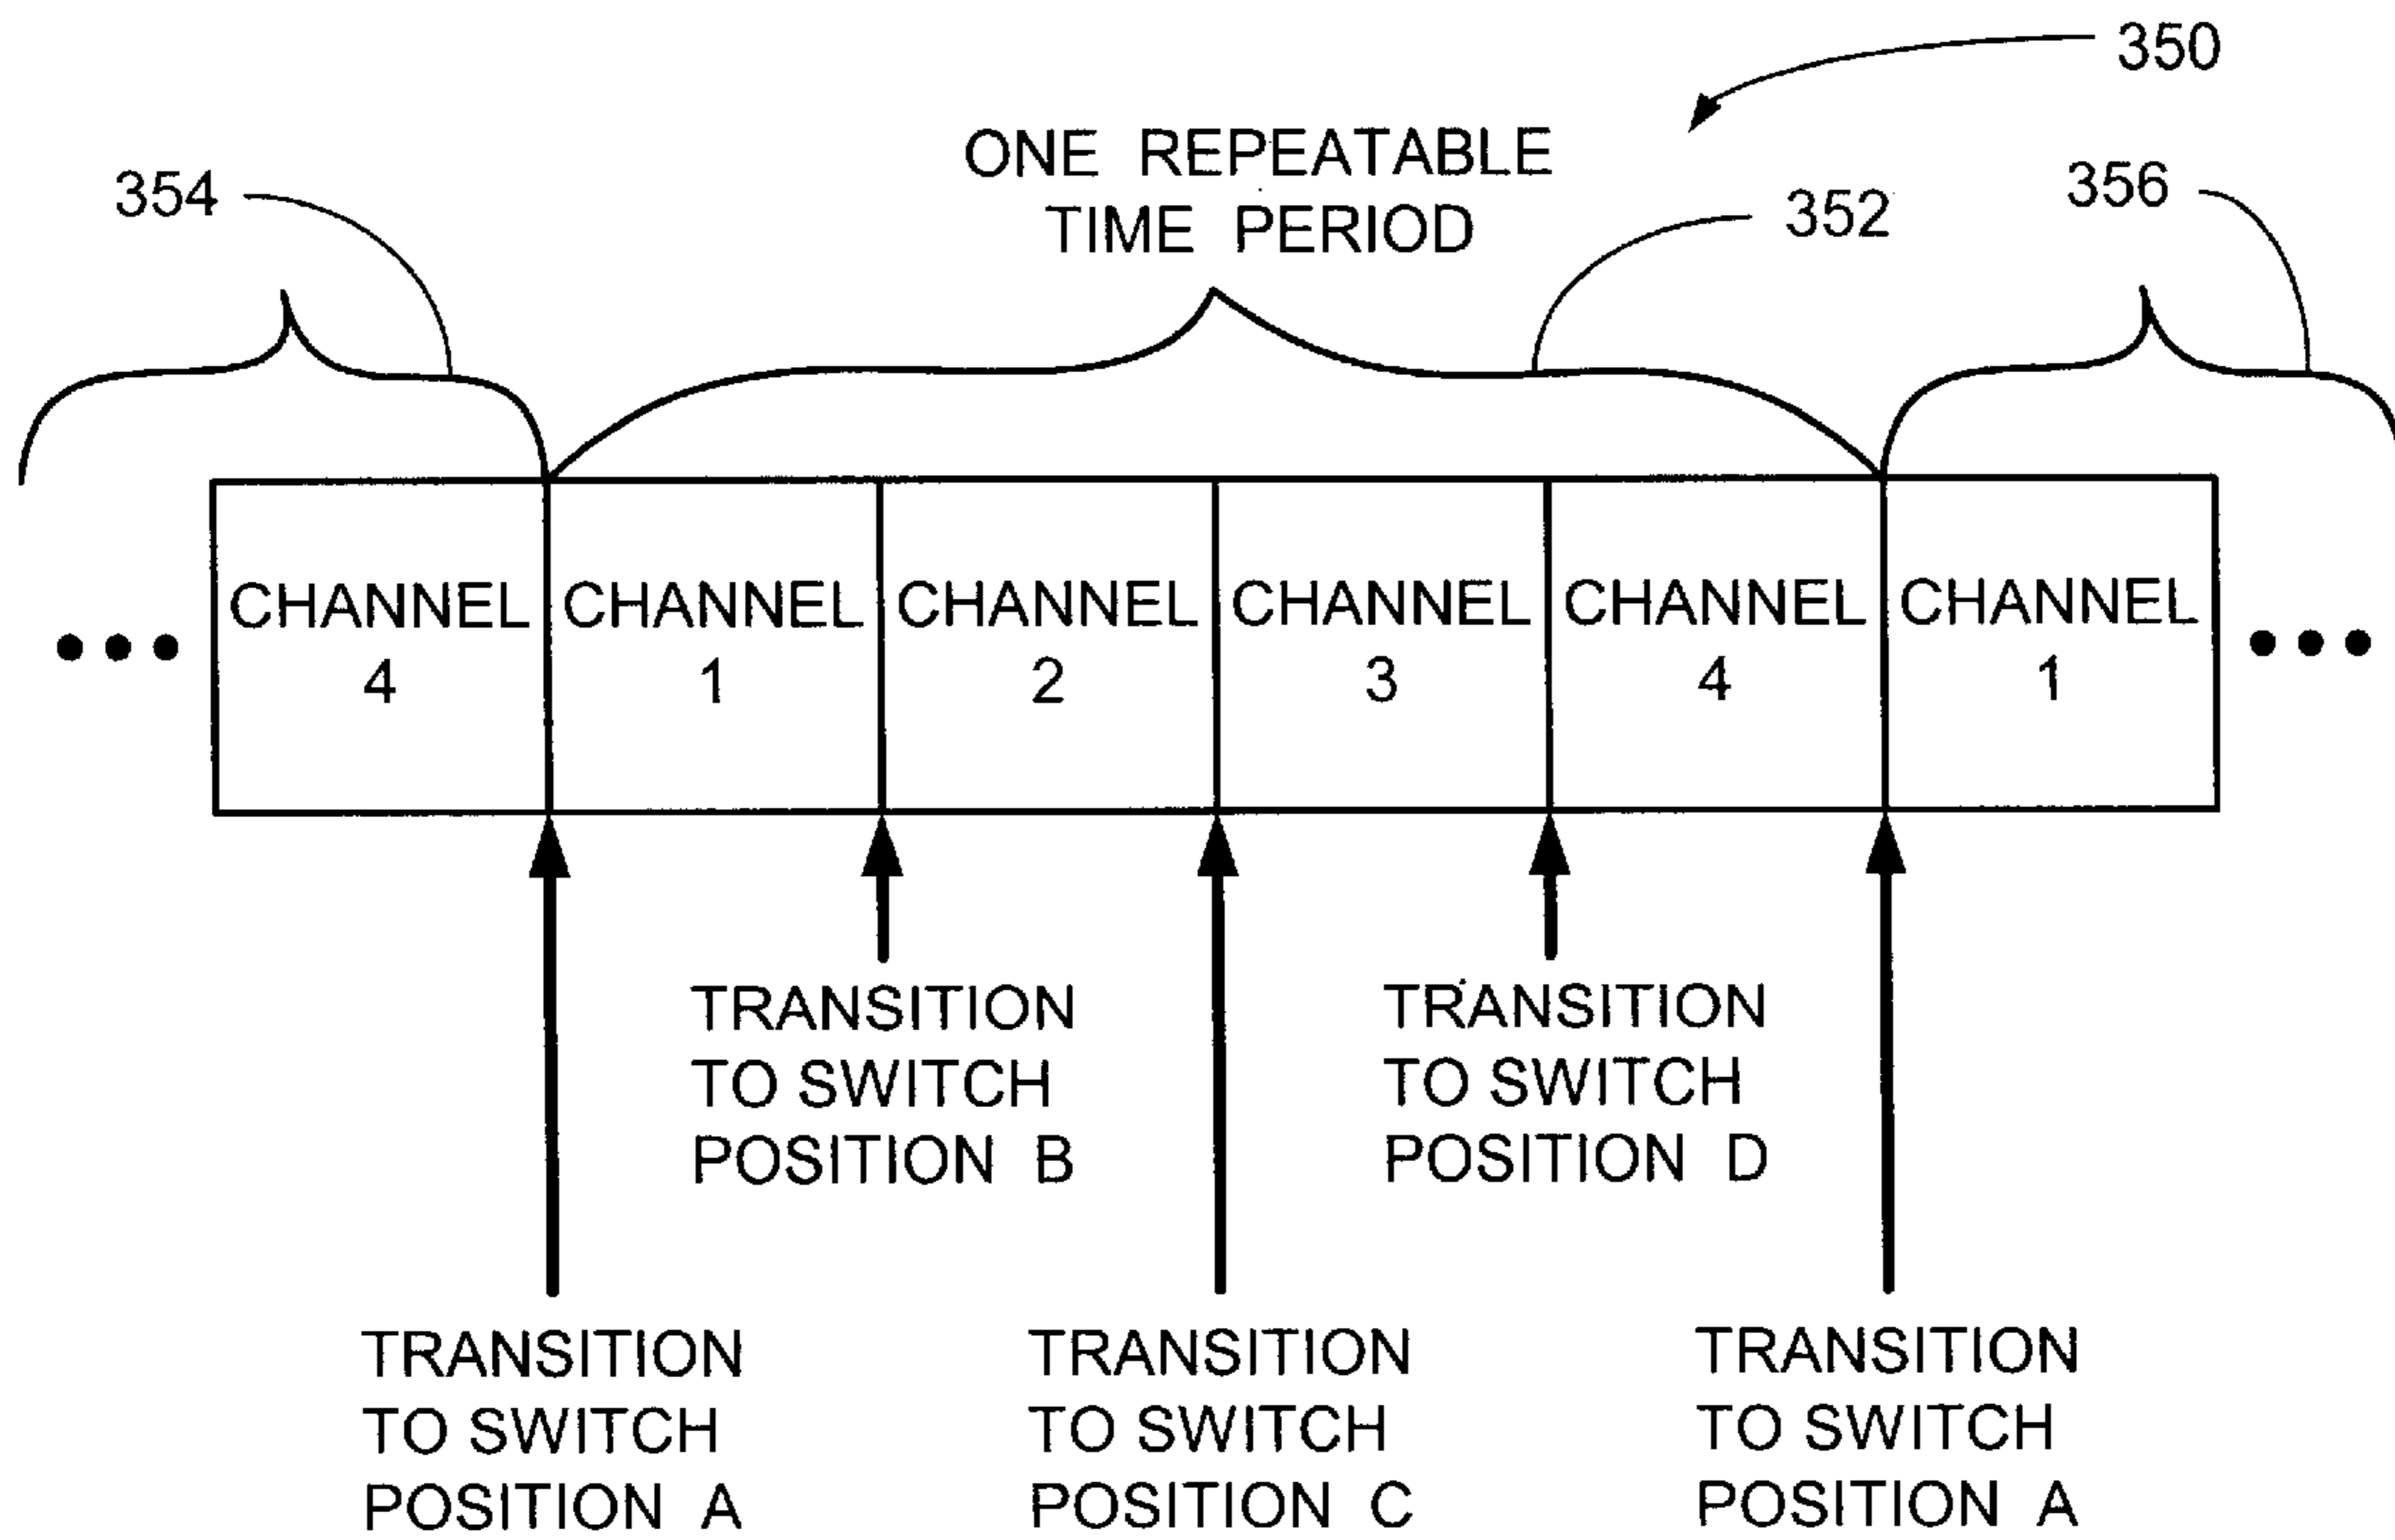 350
ONE REPEATABLE
TIME PERIOD
354
352
356
CHANNEL
4
CHANNEL
1
CHANNEL
2
CHANNEL
3
CHANNEL
4
CHANNEL
1
TRANSITION
TO SWITCH
POSITION B
TRANSITION
TO SWITCH
POSITION D
TRANSITION
TO SWITCH
POSITION A
TRANSITION
TO SWITCH
POSITION C
TRANSITION
TO SWITCH
POSITION A